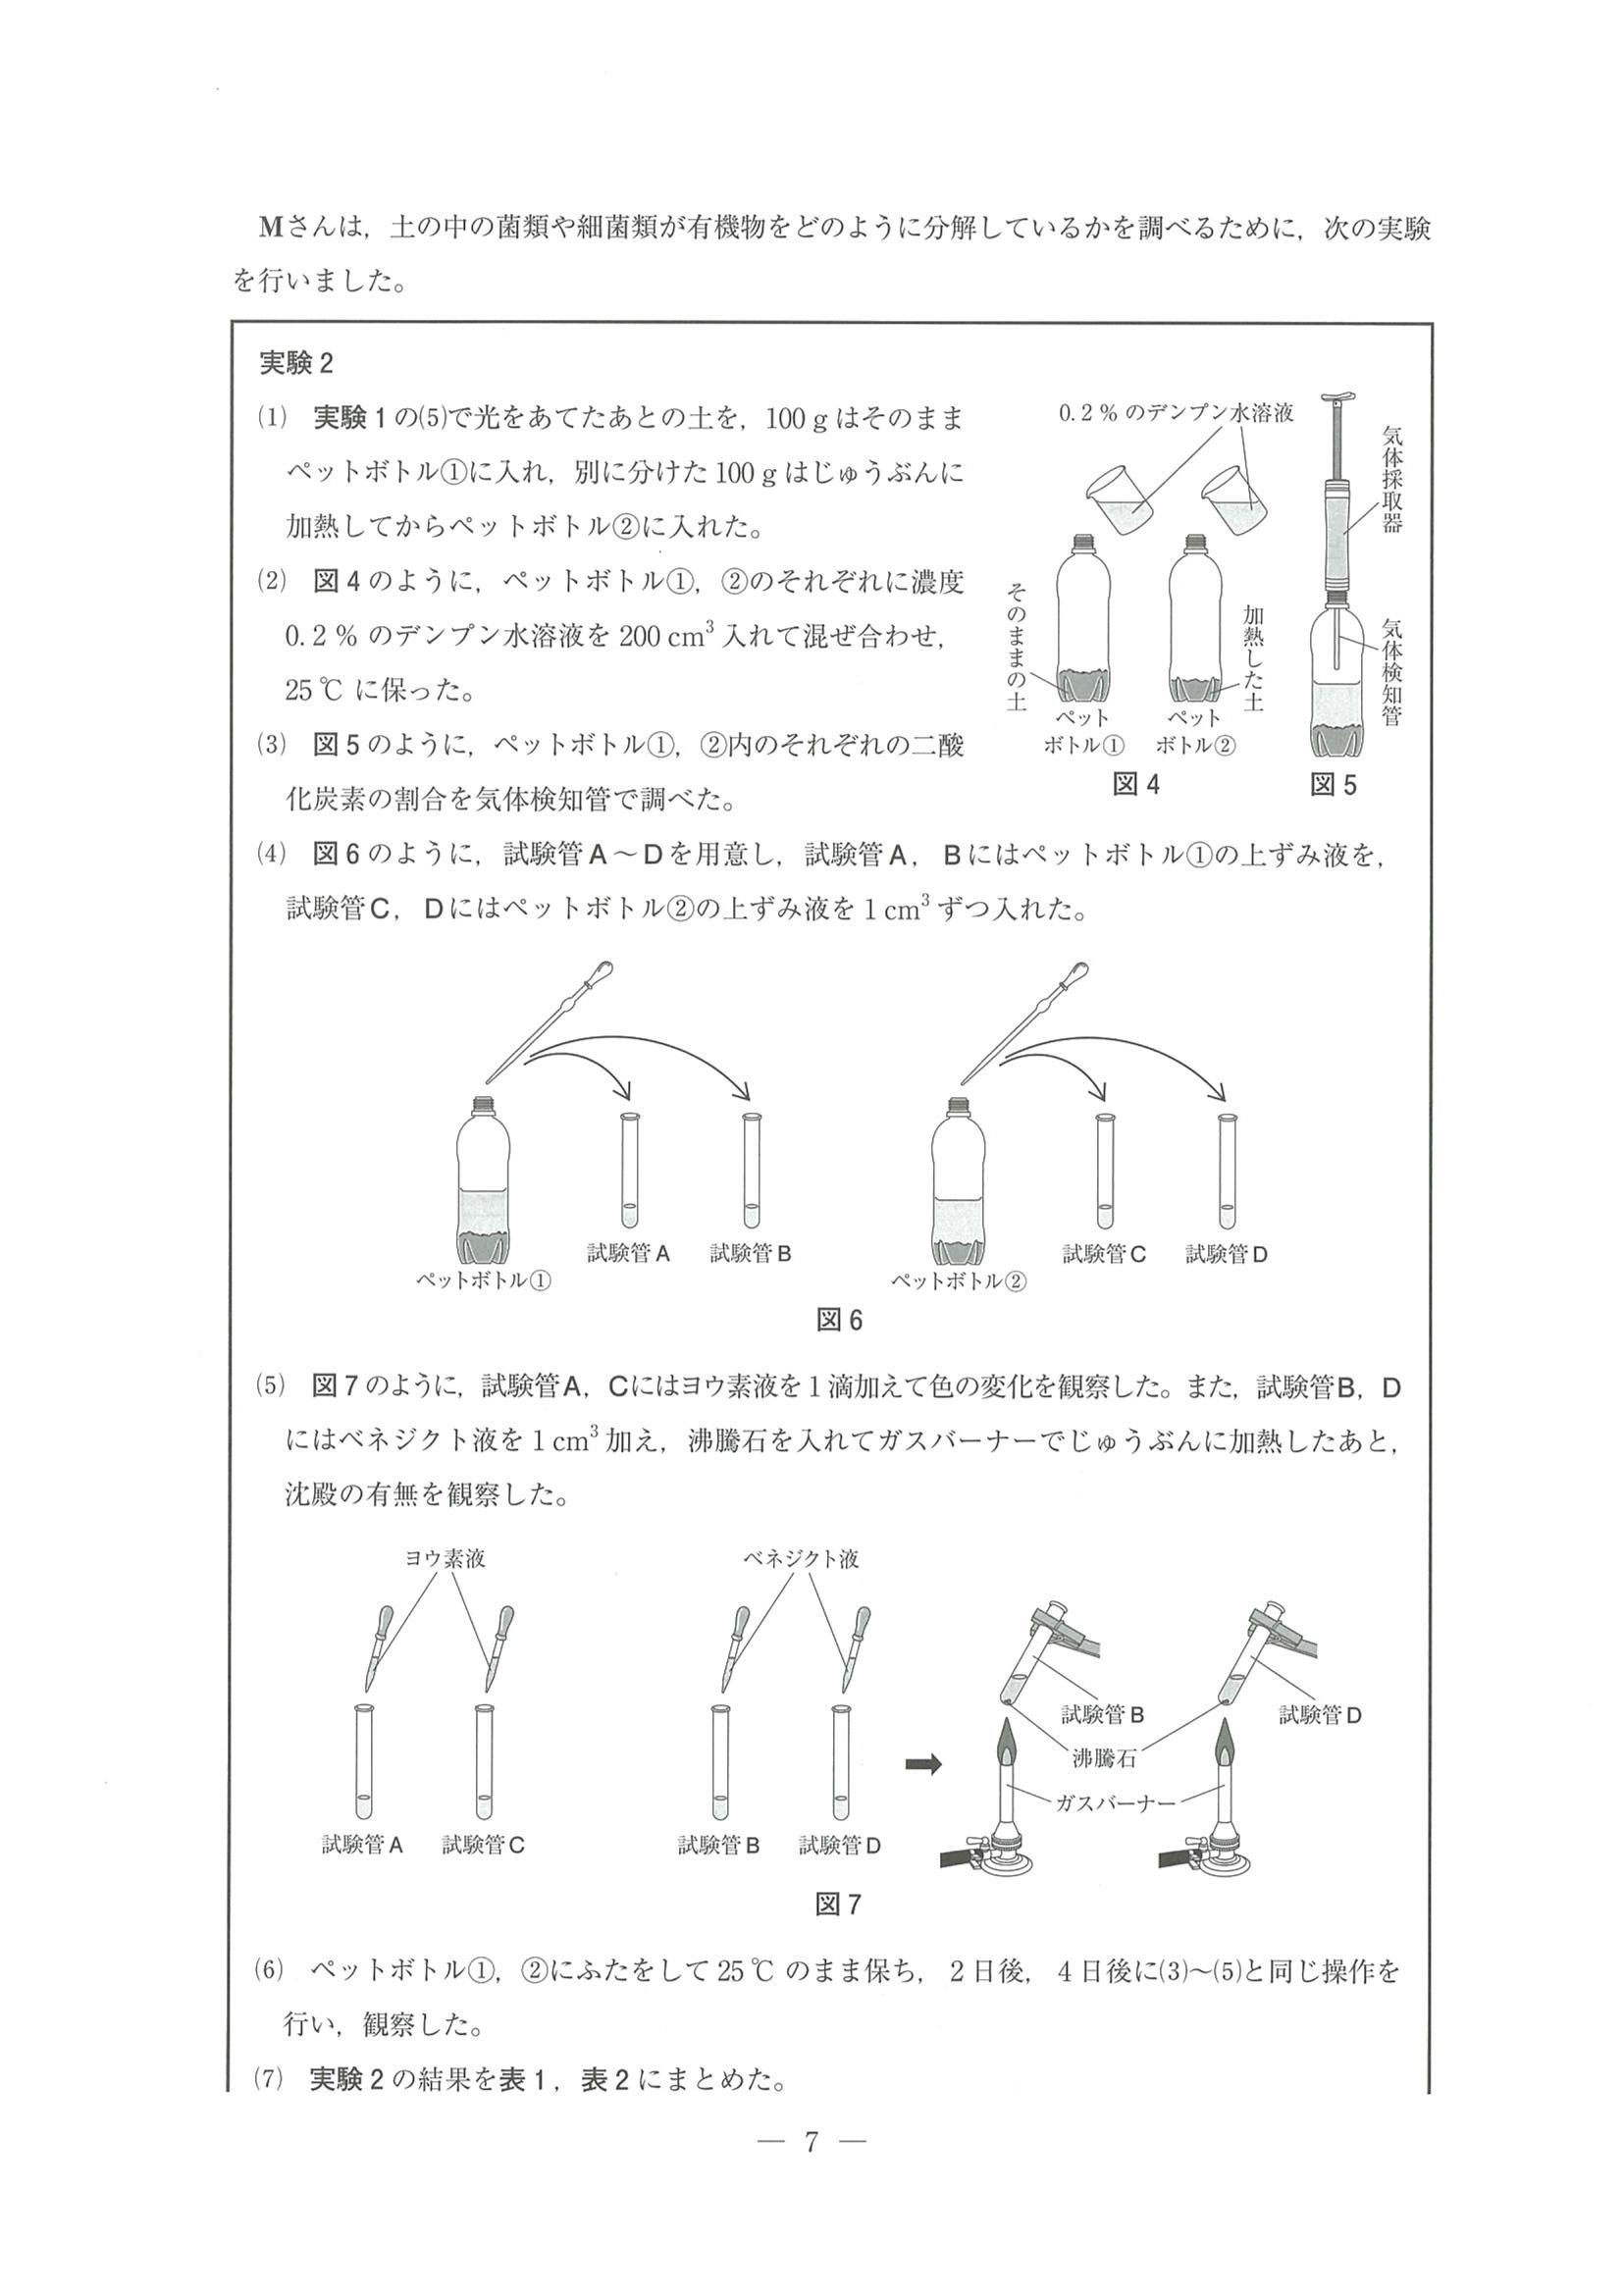 Mさんは，土の中の菌類や細菌類が有機物をどのように分解しているかを調べるために，次の実験
を行いました。
実験2
(1) 実験1の(5)で光をあてたあとの土を，100 g はそのまま
ペットボトル①に入れ，別に分けた 100 g はじゅうぶんに
加熱してからペットボトル②に入れた。
(2) 図4のように，ペットボトル①，②のそれぞれに濃度
0.2 % のデンプン水溶液を 200 cm³ 入れて混ぜ合わせ，
25 ℃ に保った。
(3) 図5のように，ペットボトル①，②内のそれぞれの二酸
化炭素の割合を気体検知管で調べた。
0.2 % のデンプン水溶液
そのままの土
加熱した土
ペット
ボトル①
ペット
ボトル②
図4
気体採取器
気体検知管
図5
(4) 図6のように，試験管A～Dを用意し，試験管A，Bにはペットボトル①の上ずみ液を，
試験管C，Dにはペットボトル②の上ずみ液を 1 cm³ ずつ入れた。
ペットボトル①
試験管A
試験管B
ペットボトル②
試験管C
試験管D
図6
(5) 図7のように，試験管A，Cにはヨウ素液を1滴加えて色の変化を観察した。また，試験管B，D
にはベネジクト液を 1 cm³ 加え，沸騰石を入れてガスバーナーでじゅうぶんに加熱したあと，
沈殿の有無を観察した。
ヨウ素液
試験管A
試験管C
ベネジクト液
試験管B
試験管D
試験管B
試験管D
沸騰石
ガスバーナー
図7
(6) ペットボトル①，②にふたをして 25 ℃ のまま保ち，2日後，4日後に(3)～(5)と同じ操作を
行い，観察した。
(7) 実験2の結果を表1，表2にまとめた。
— 7 —